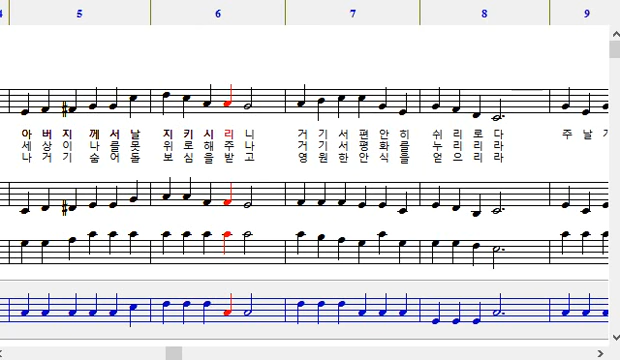 4 5 6 7 8 9
아 버 지 께 서 날 지 키 시 리 니 거 기 서 편 안 히 쉬 리 로 다 주 날 개
세 상 이 나 를 못 위 로 해 주 나 거 기 서 평 화 를 누 리 리 라
나 거 기 숨 어 돌 보 심 을 받 고 영 원 한 안 식 을 얻 으 리 라